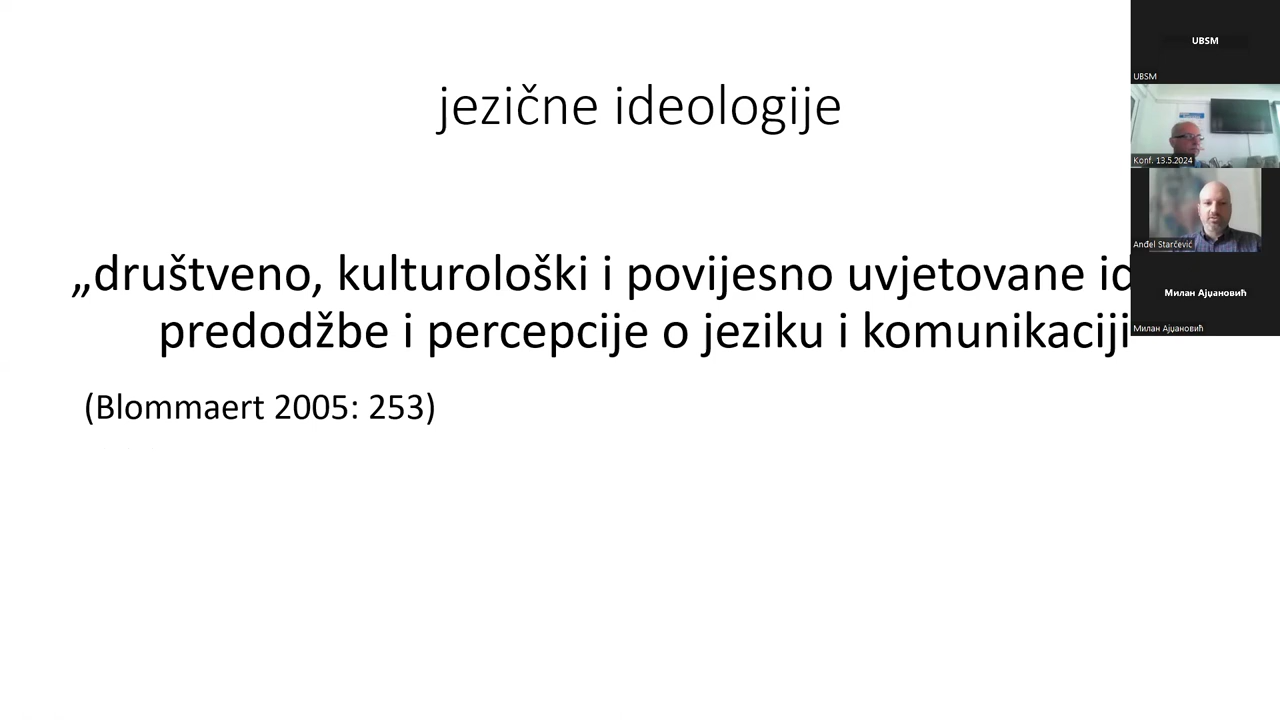 jezične ideologije
„društveno, kulturološki i povijesno uvjetovane
predodžbe i percepcije o jeziku i komunikaciji
(Blommaert 2005: 253)
UBSM
UBSM
Konf. 13.5.2024
Anđel Starčević
Милан Ајџановић
Милан Ајџановић